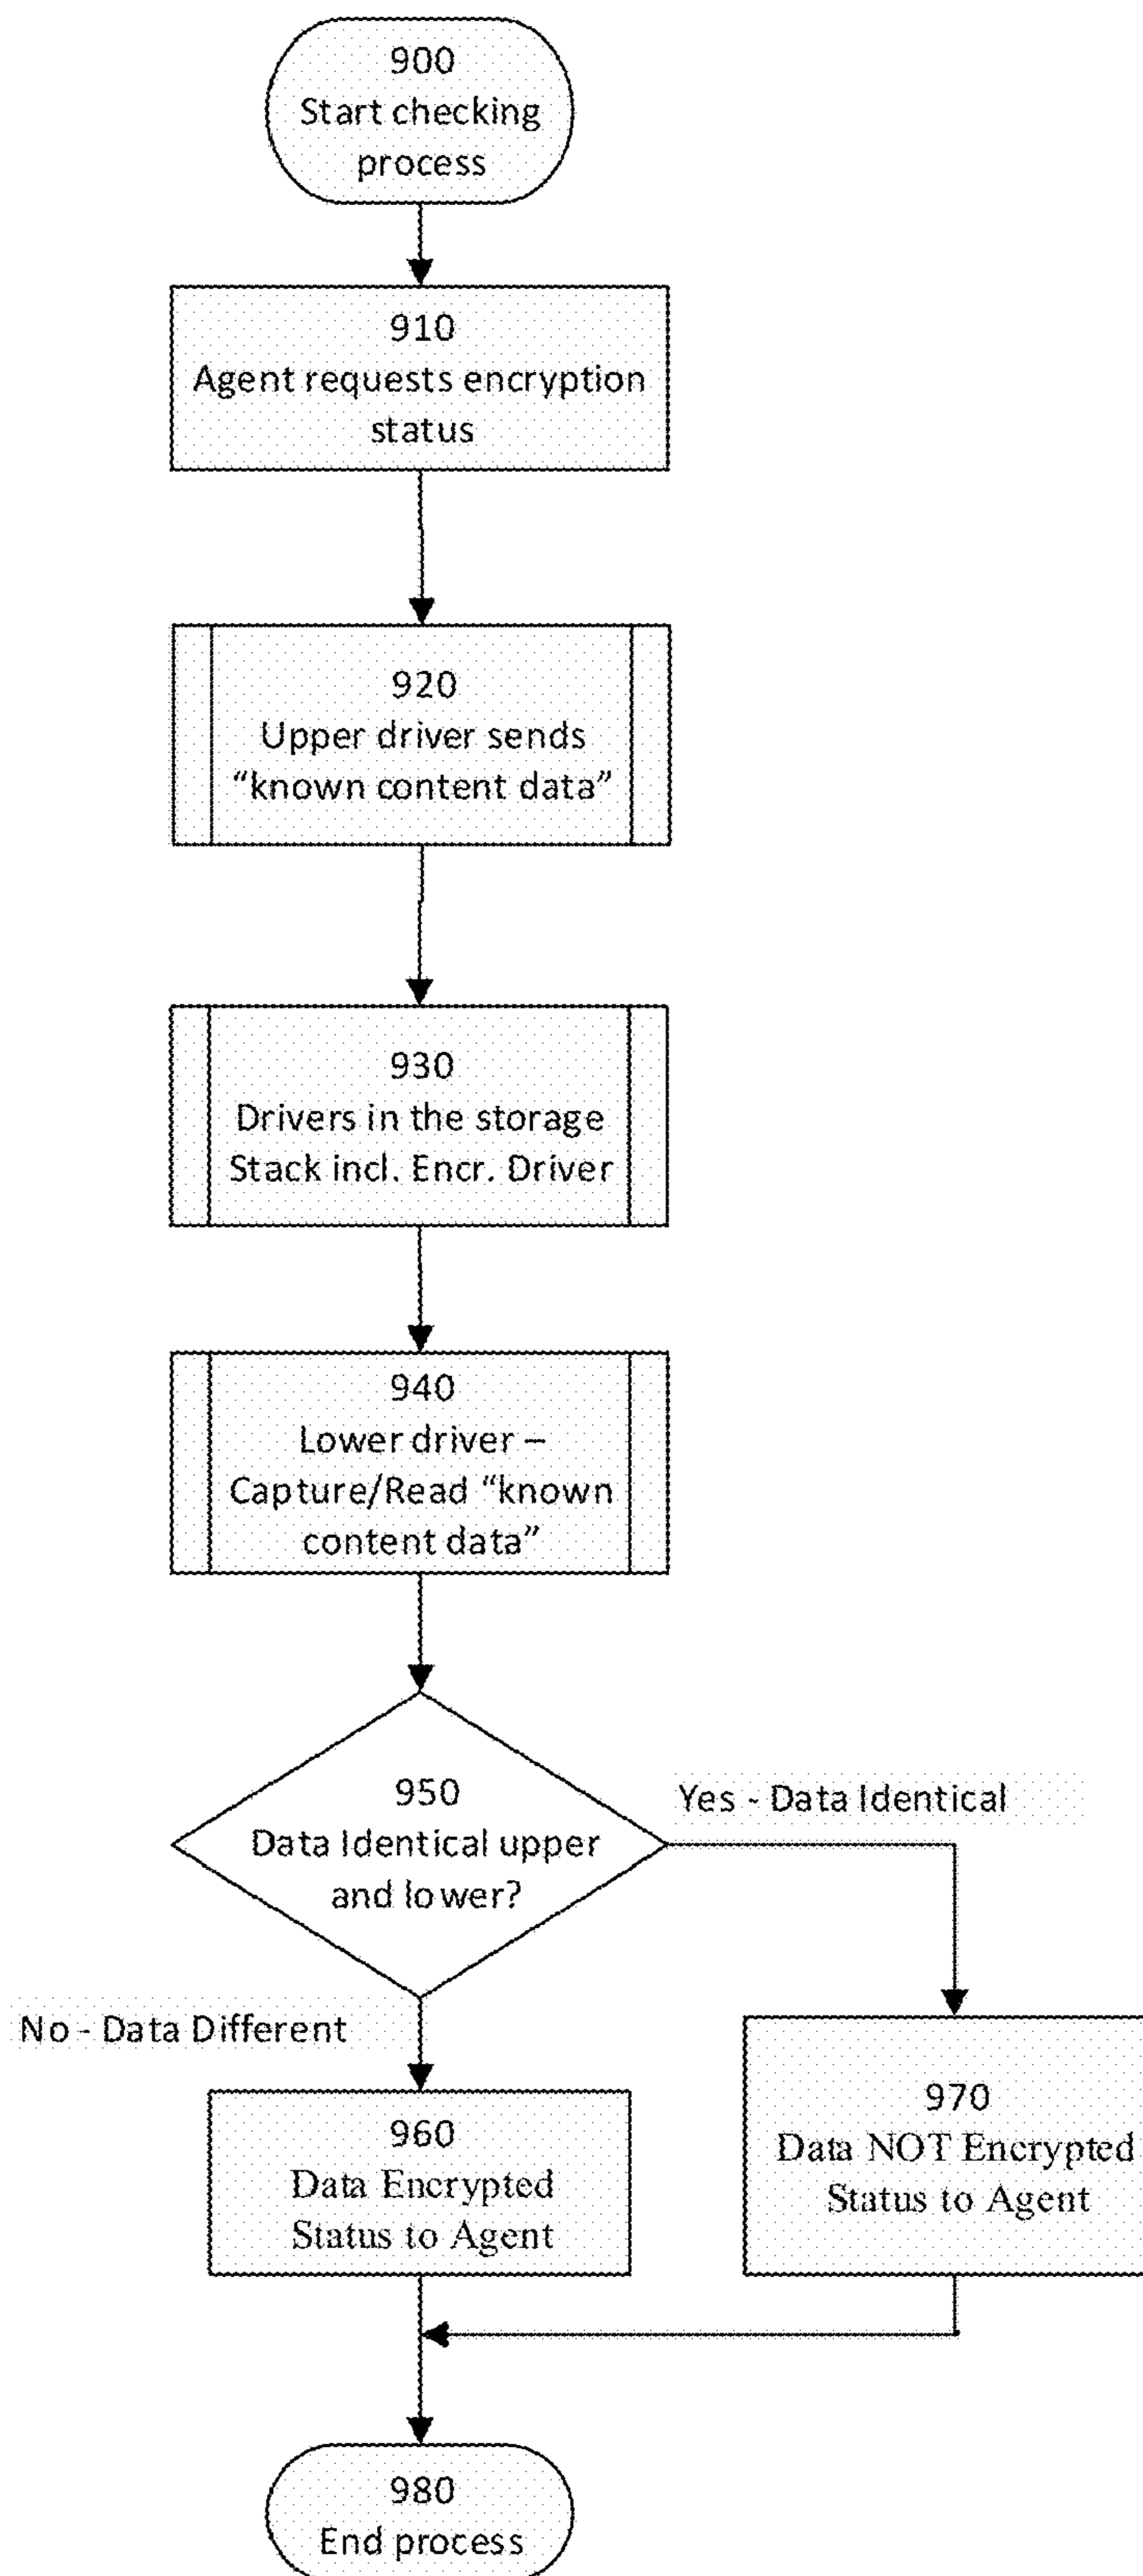 900
Start checking
process
910
Agent requests encryption
status
920
Upper driver sends
“known content data”
930
Drivers in the storage
Stack incl. Encr. Driver
940
Lower driver –
Capture/Read “known
content data”
950
Data Identical upper
and lower?
Yes - Data Identical
No - Data Different
960
Data Encrypted
Status to Agent
970
Data NOT Encrypted
Status to Agent
980
End process